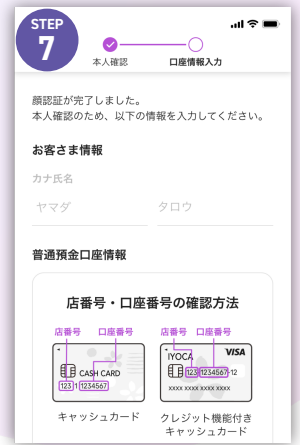 STEP
7
本人確認
口座情報入力
顔認証が完了しました。
本人確認のため、以下の情報を入力してください。
お客さま情報
カナ氏名
ヤマダ タロウ
普通預金口座情報
店番号・口座番号の確認方法
店番号 口座番号
CASH CARD
123 1 1234567
キャッシュカード
店番号 口座番号
IYOCA VISA
123 1234567-12
XXXX XXXX XXXX XXXX
クレジット機能付き
キャッシュカード